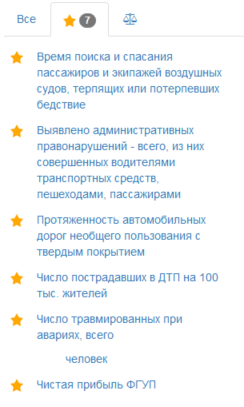 Все 7
Время поиска и спасания
пассажиров и экипажей воздушных
судов, терпящих или потерпевших
бедствие
Выявлено административных
правонарушений - всего, из них
совершенных водителями
транспортных средств,
пешеходами, пассажирами
Протяженность автомобильных
дорог необщего пользования с
твердым покрытием
Число пострадавших в ДТП на 100
тыс. жителей
Число травмированных при
авариях, всего
человек
Чистая прибыль ФГУП